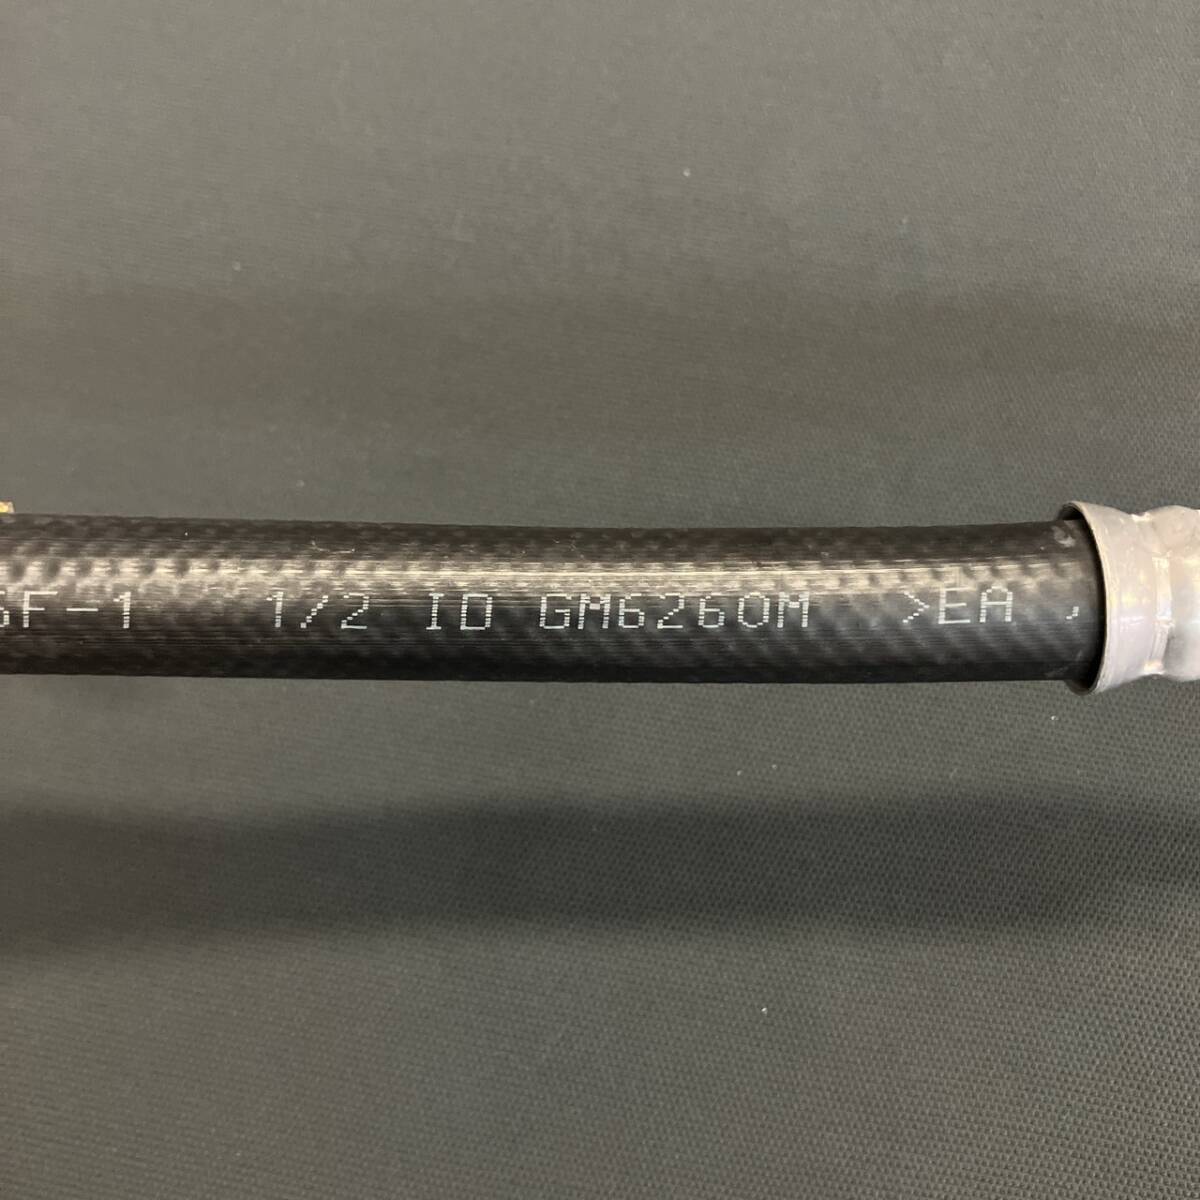 SF-1 1/2 ID GM6260M >EA